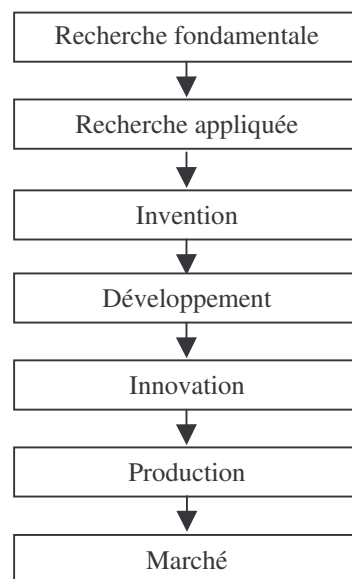 Recherche fondamentale
Recherche appliquée
Invention
Développement
Innovation
Production
Marché